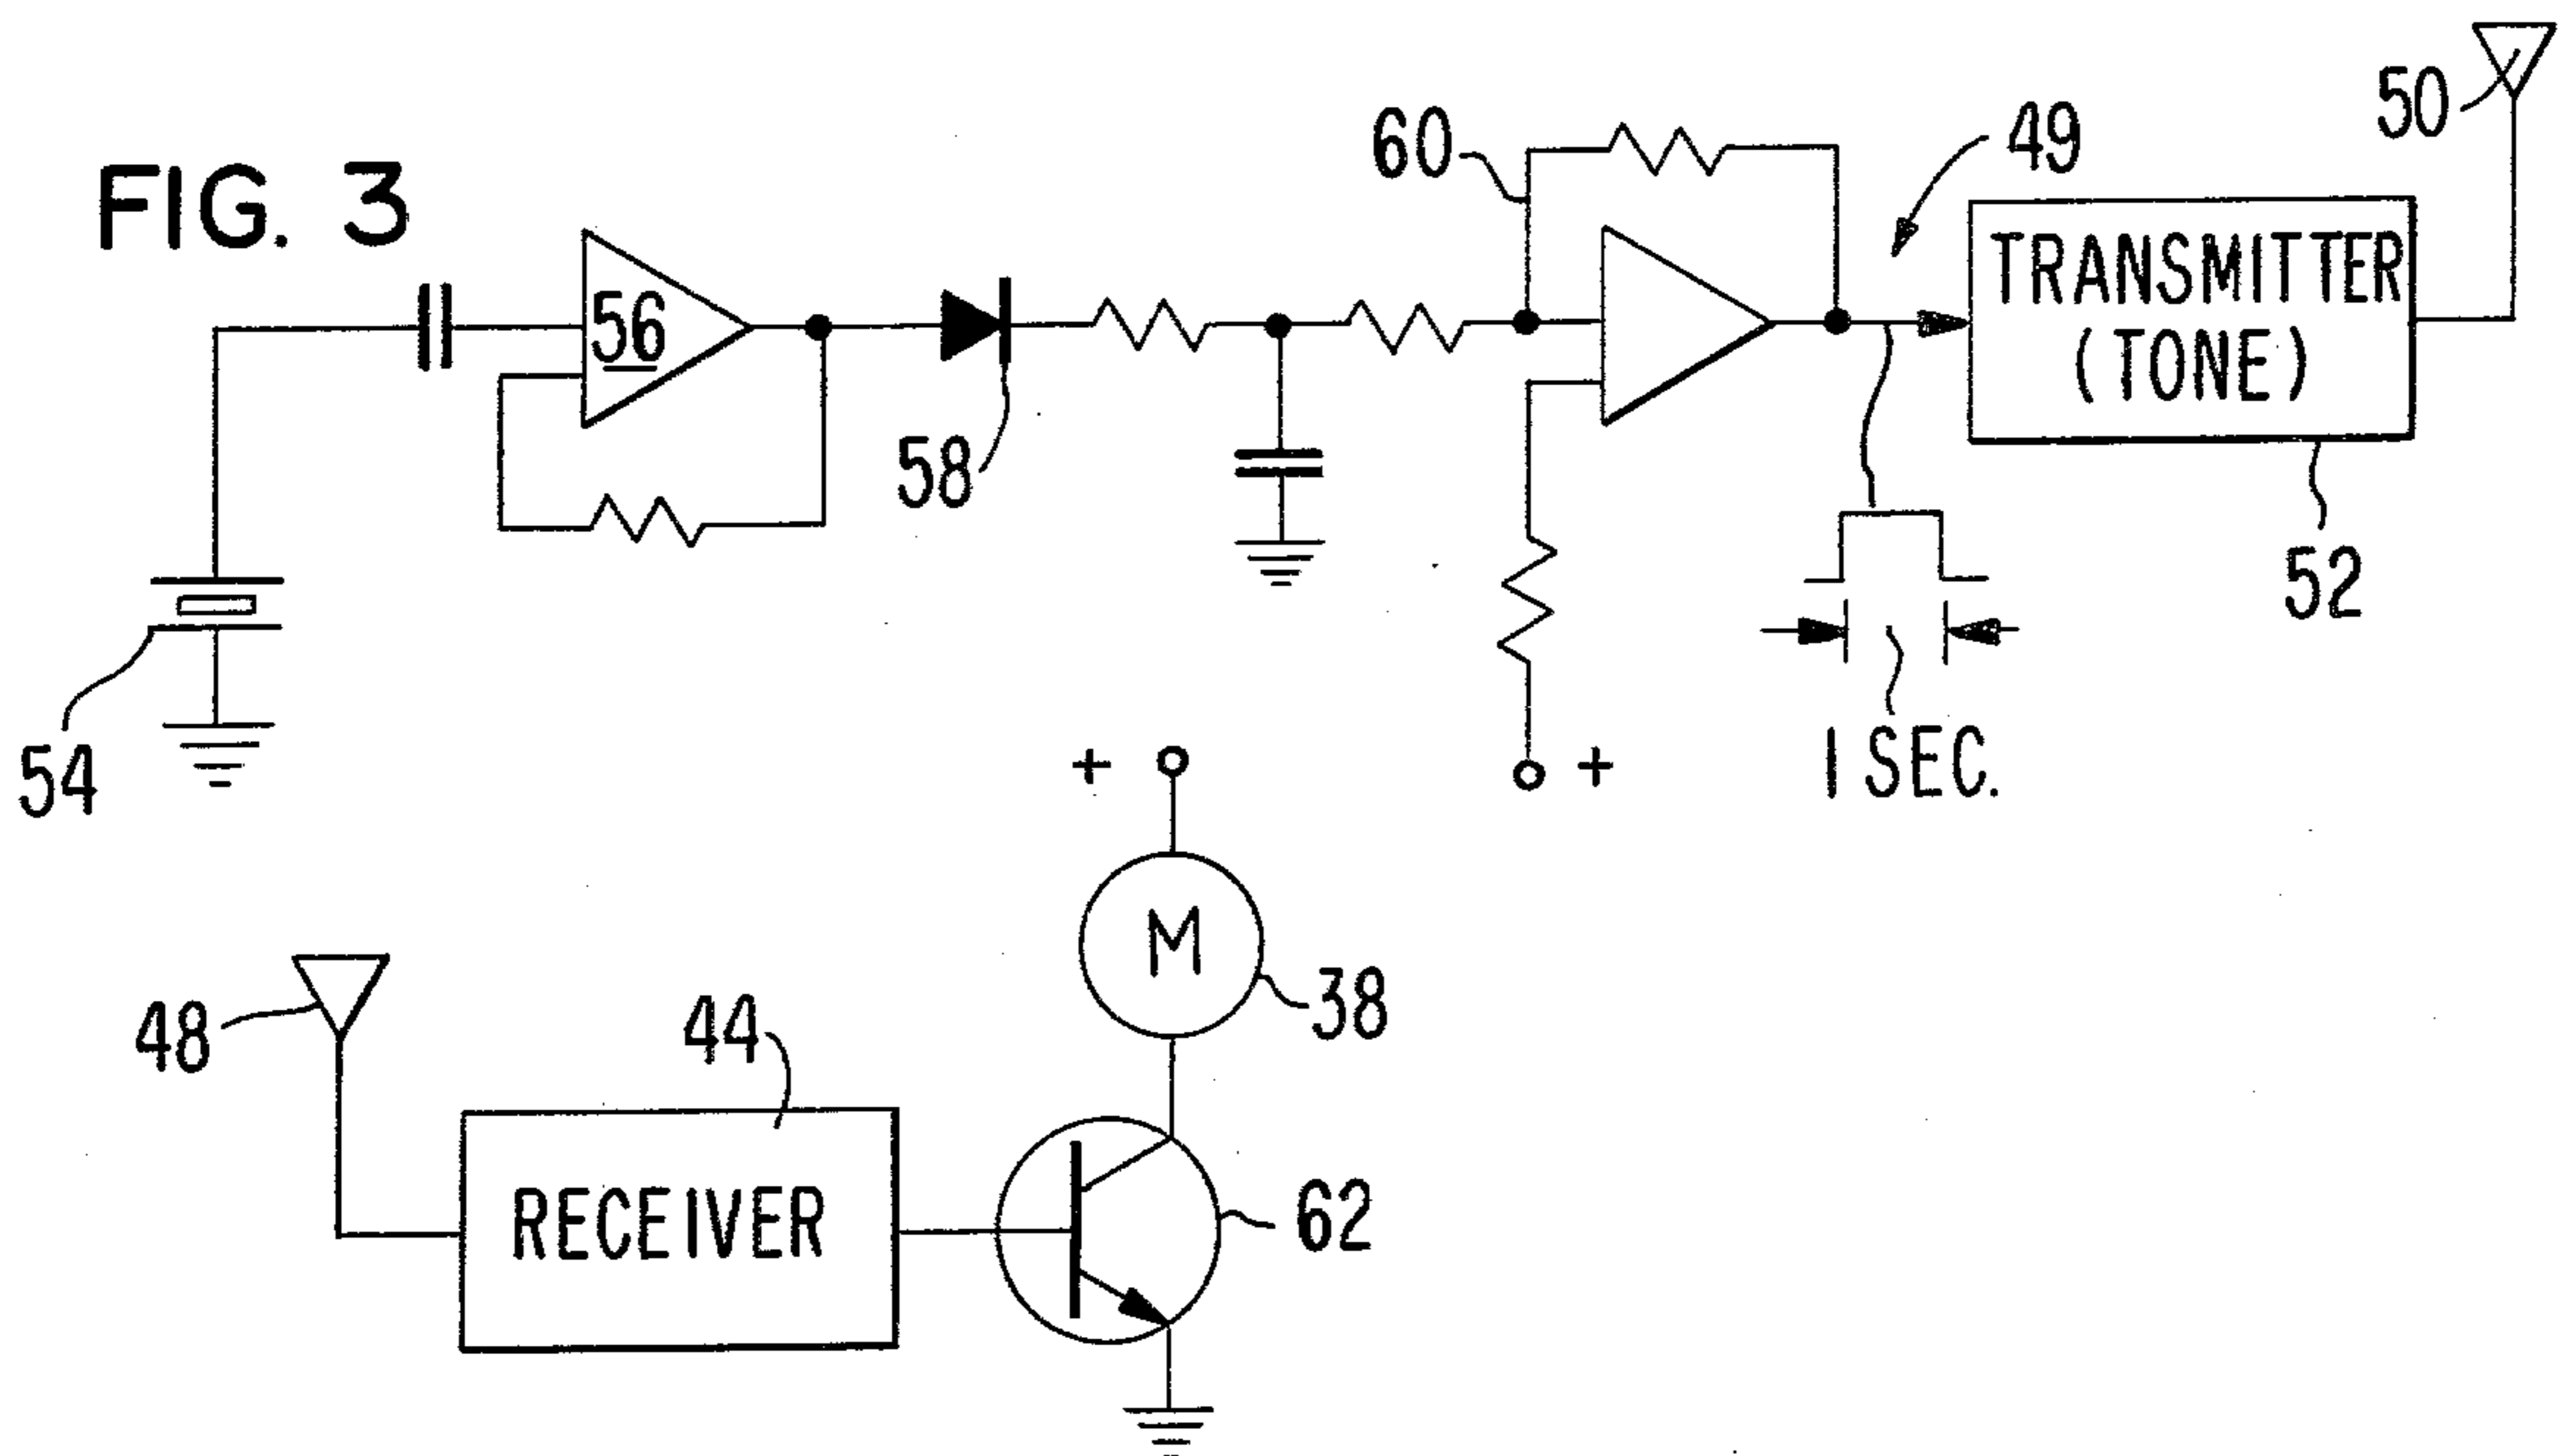 FIG. 3
50
49
60
56
TRANSMITTER
(TONE)
58
52
54
+
+
1 SEC.
M
38
48
44
RECEIVER
62